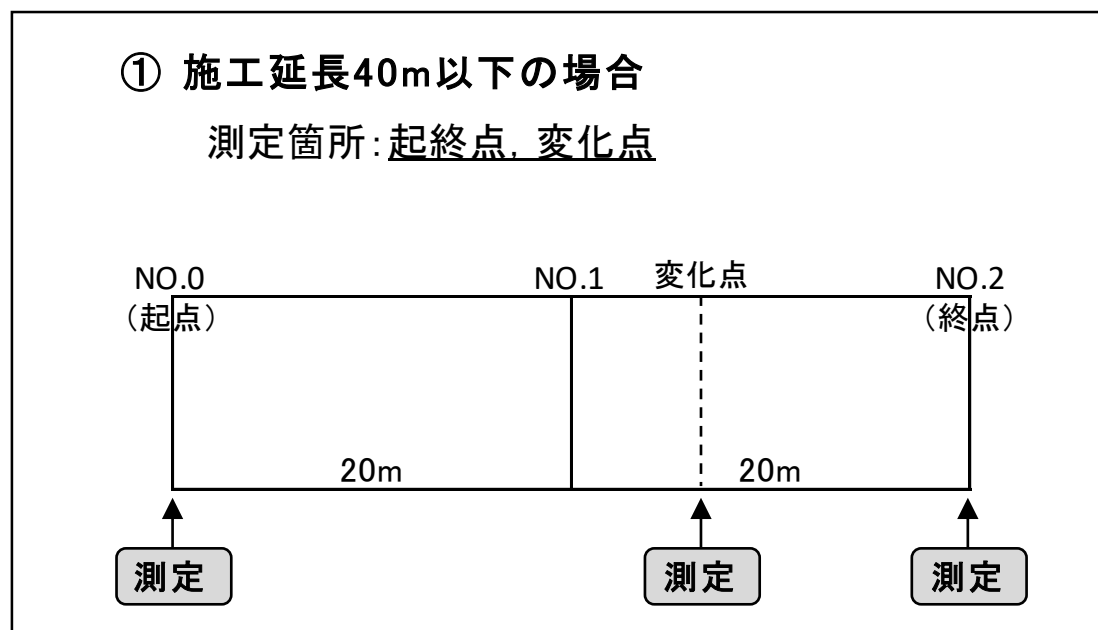 ① 施工延長40m以下の場合
測定箇所:起終点, 変化点
NO.0
(起点)
NO.1
変化点
NO.2
(終点)
20m
20m
測定
測定
測定